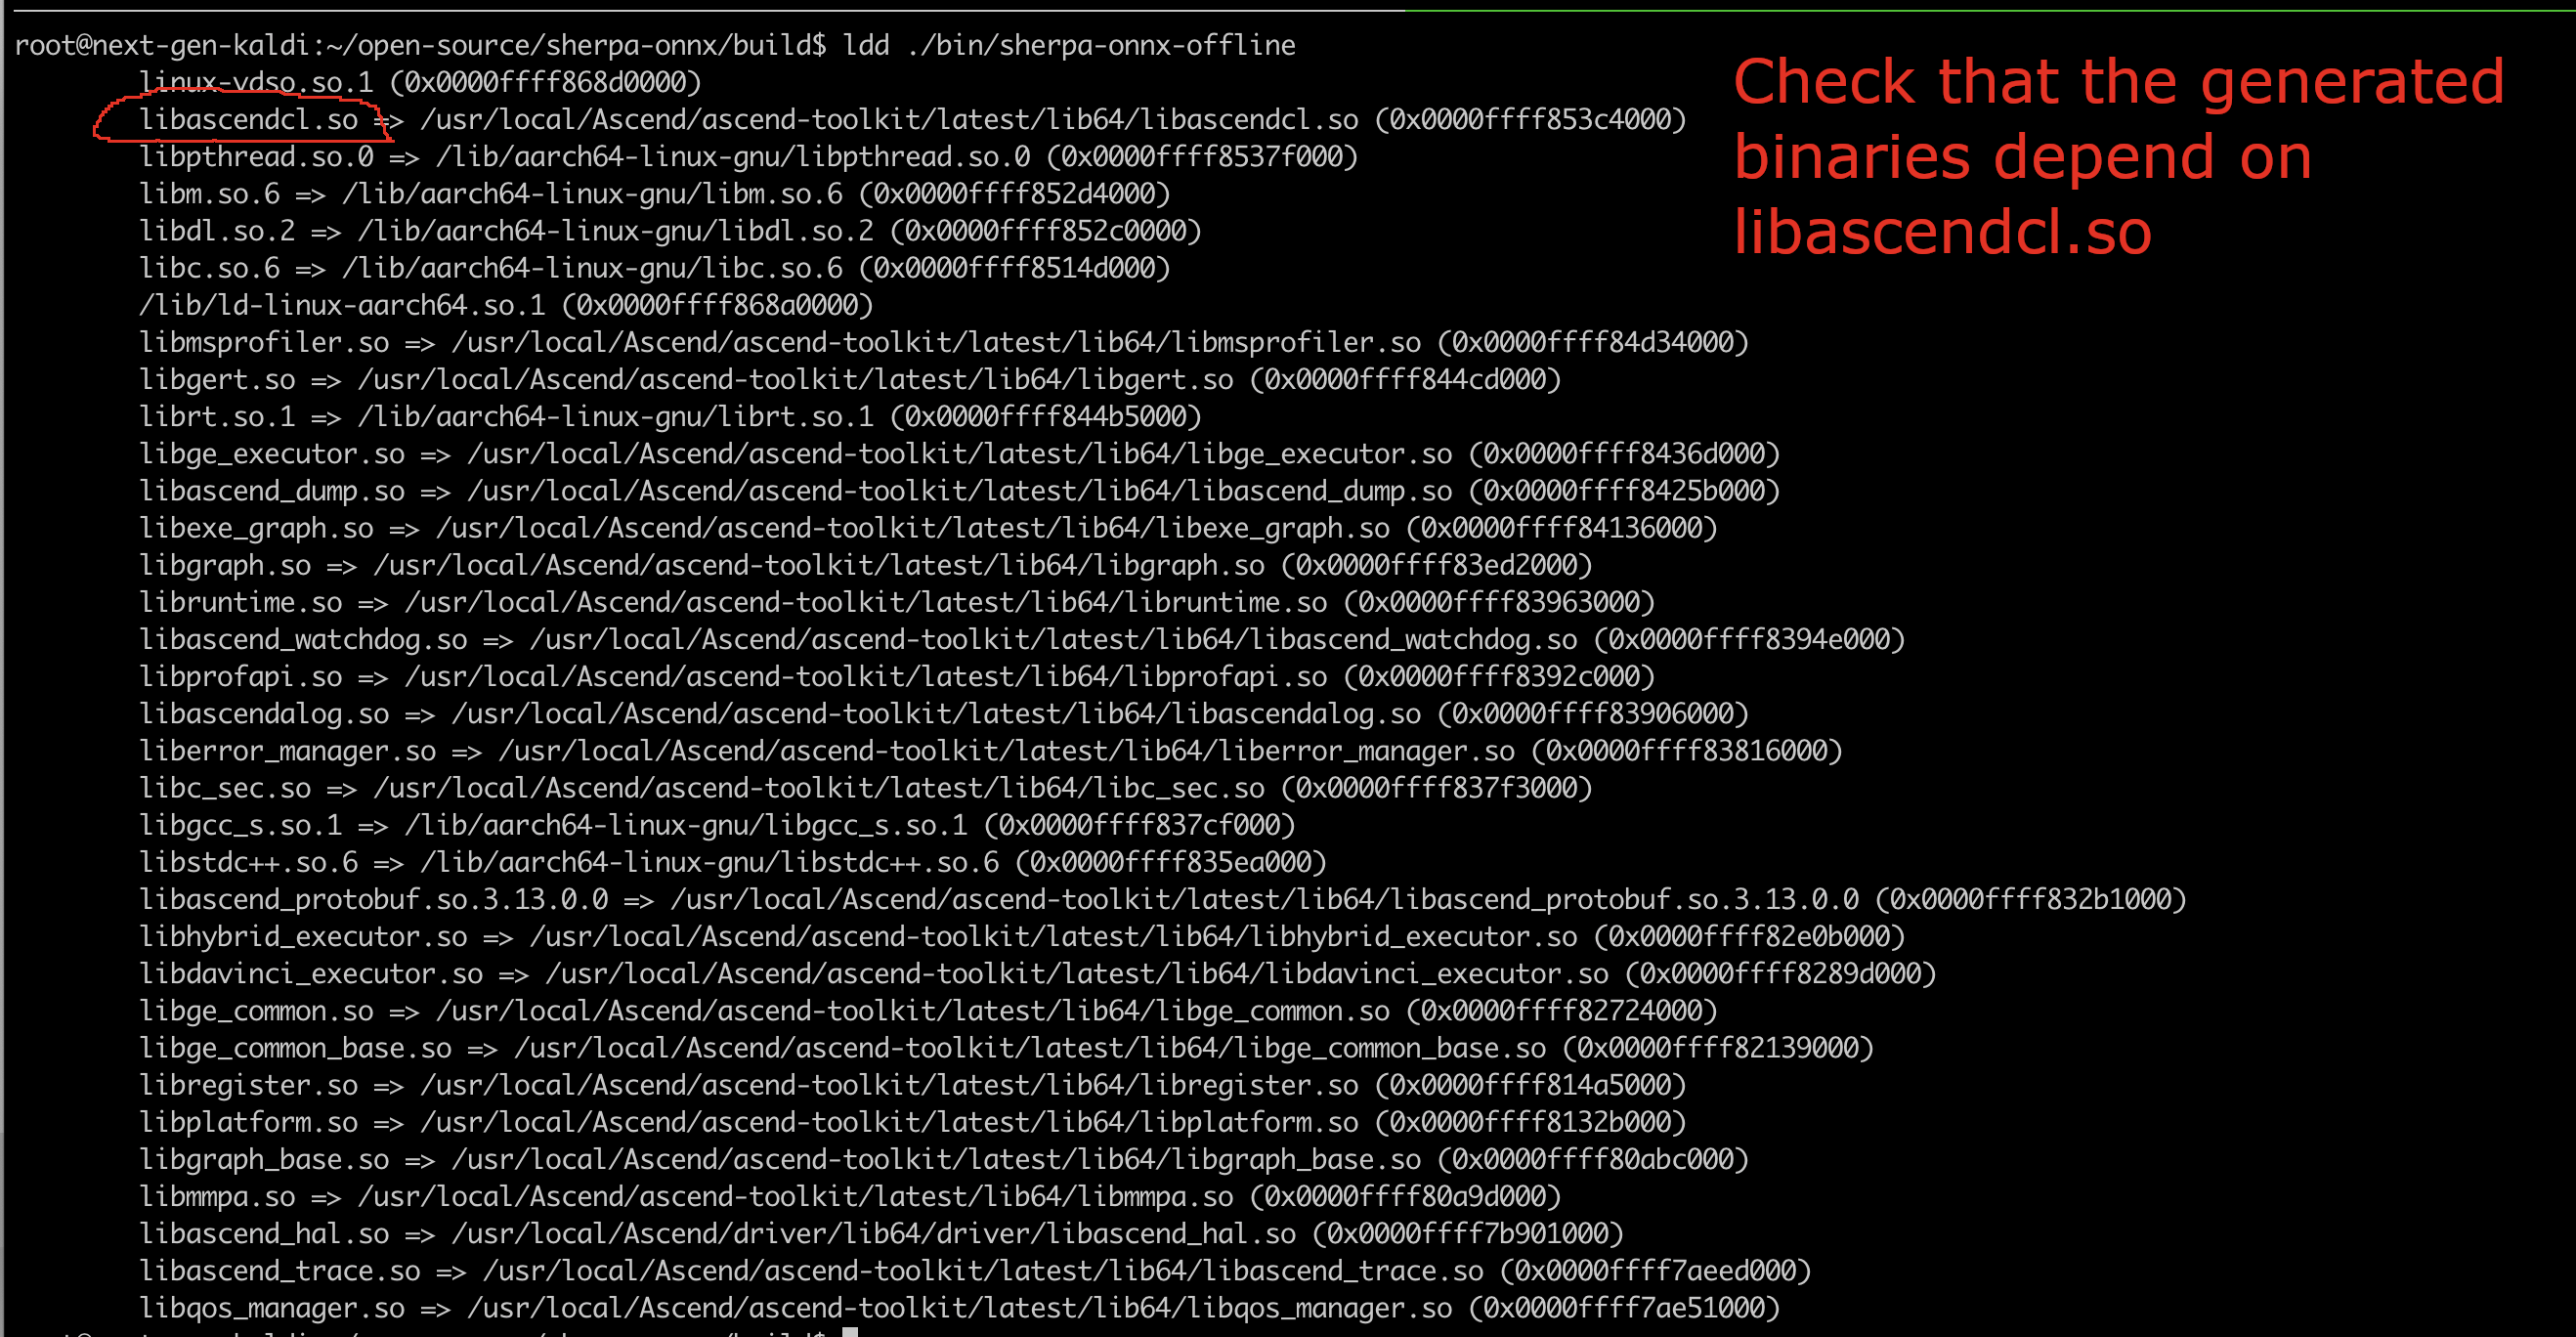 root@next-gen-kaldi:~/open-source/sherpa-onnx/build$ ldd ./bin/sherpa-onnx-offline
linux-vdso.so.1 (0x0000ffff868d0000)
libascendcl.so => /usr/local/Ascend/ascend-toolkit/latest/lib64/libascendcl.so (0x0000ffff853c4000)
libpthread.so.0 => /lib/aarch64-linux-gnu/libpthread.so.0 (0x0000ffff8537f000)
libm.so.6 => /lib/aarch64-linux-gnu/libm.so.6 (0x0000ffff852d4000)
libdl.so.2 => /lib/aarch64-linux-gnu/libdl.so.2 (0x0000ffff852c0000)
libc.so.6 => /lib/aarch64-linux-gnu/libc.so.6 (0x0000ffff8514d000)
/lib/ld-linux-aarch64.so.1 (0x0000ffff868a0000)
libmsprofiler.so => /usr/local/Ascend/ascend-toolkit/latest/lib64/libmsprofiler.so (0x0000ffff84d34000)
libgert.so => /usr/local/Ascend/ascend-toolkit/latest/lib64/libgert.so (0x0000ffff844cd000)
librt.so.1 => /lib/aarch64-linux-gnu/librt.so.1 (0x0000ffff844b5000)
libge_executor.so => /usr/local/Ascend/ascend-toolkit/latest/lib64/libge_executor.so (0x0000ffff8436d000)
libascend_dump.so => /usr/local/Ascend/ascend-toolkit/latest/lib64/libascend_dump.so (0x0000ffff8425b000)
libexe_graph.so => /usr/local/Ascend/ascend-toolkit/latest/lib64/libexe_graph.so (0x0000ffff84136000)
libgraph.so => /usr/local/Ascend/ascend-toolkit/latest/lib64/libgraph.so (0x0000ffff83ed2000)
libruntime.so => /usr/local/Ascend/ascend-toolkit/latest/lib64/libruntime.so (0x0000ffff83963000)
libascend_watchdog.so => /usr/local/Ascend/ascend-toolkit/latest/lib64/libascend_watchdog.so (0x0000ffff8394e000)
libprofapi.so => /usr/local/Ascend/ascend-toolkit/latest/lib64/libprofapi.so (0x0000ffff8392c000)
libascendalog.so => /usr/local/Ascend/ascend-toolkit/latest/lib64/libascendalog.so (0x0000ffff83906000)
liberror_manager.so => /usr/local/Ascend/ascend-toolkit/latest/lib64/liberror_manager.so (0x0000ffff83816000)
libc_sec.so => /usr/local/Ascend/ascend-toolkit/latest/lib64/libc_sec.so (0x0000ffff837f3000)
libgcc_s.so.1 => /lib/aarch64-linux-gnu/libgcc_s.so.1 (0x0000ffff837cf000)
libstdc++.so.6 => /lib/aarch64-linux-gnu/libstdc++.so.6 (0x0000ffff835ea000)
libascend_protobuf.so.3.13.0.0 => /usr/local/Ascend/ascend-toolkit/latest/lib64/libascend_protobuf.so.3.13.0.0 (0x0000ffff832b1000)
libhybrid_executor.so => /usr/local/Ascend/ascend-toolkit/latest/lib64/libhybrid_executor.so (0x0000ffff82e0b000)
libdavinci_executor.so => /usr/local/Ascend/ascend-toolkit/latest/lib64/libdavinci_executor.so (0x0000ffff8289d000)
libge_common.so => /usr/local/Ascend/ascend-toolkit/latest/lib64/libge_common.so (0x0000ffff82724000)
libge_common_base.so => /usr/local/Ascend/ascend-toolkit/latest/lib64/libge_common_base.so (0x0000ffff82139000)
libregister.so => /usr/local/Ascend/ascend-toolkit/latest/lib64/libregister.so (0x0000ffff814a5000)
libplatform.so => /usr/local/Ascend/ascend-toolkit/latest/lib64/libplatform.so (0x0000ffff8132b000)
libgraph_base.so => /usr/local/Ascend/ascend-toolkit/latest/lib64/libgraph_base.so (0x0000ffff80abc000)
libmmpa.so => /usr/local/Ascend/ascend-toolkit/latest/lib64/libmmpa.so (0x0000ffff80a9d000)
libascend_hal.so => /usr/local/Ascend/driver/lib64/driver/libascend_hal.so (0x0000ffff7b901000)
libascend_trace.so => /usr/local/Ascend/ascend-toolkit/latest/lib64/libascend_trace.so (0x0000ffff7aeed000)
libqos_manager.so => /usr/local/Ascend/ascend-toolkit/latest/lib64/libqos_manager.so (0x0000ffff7ae51000)
Check that the generated
binaries depend on
libascendcl.so